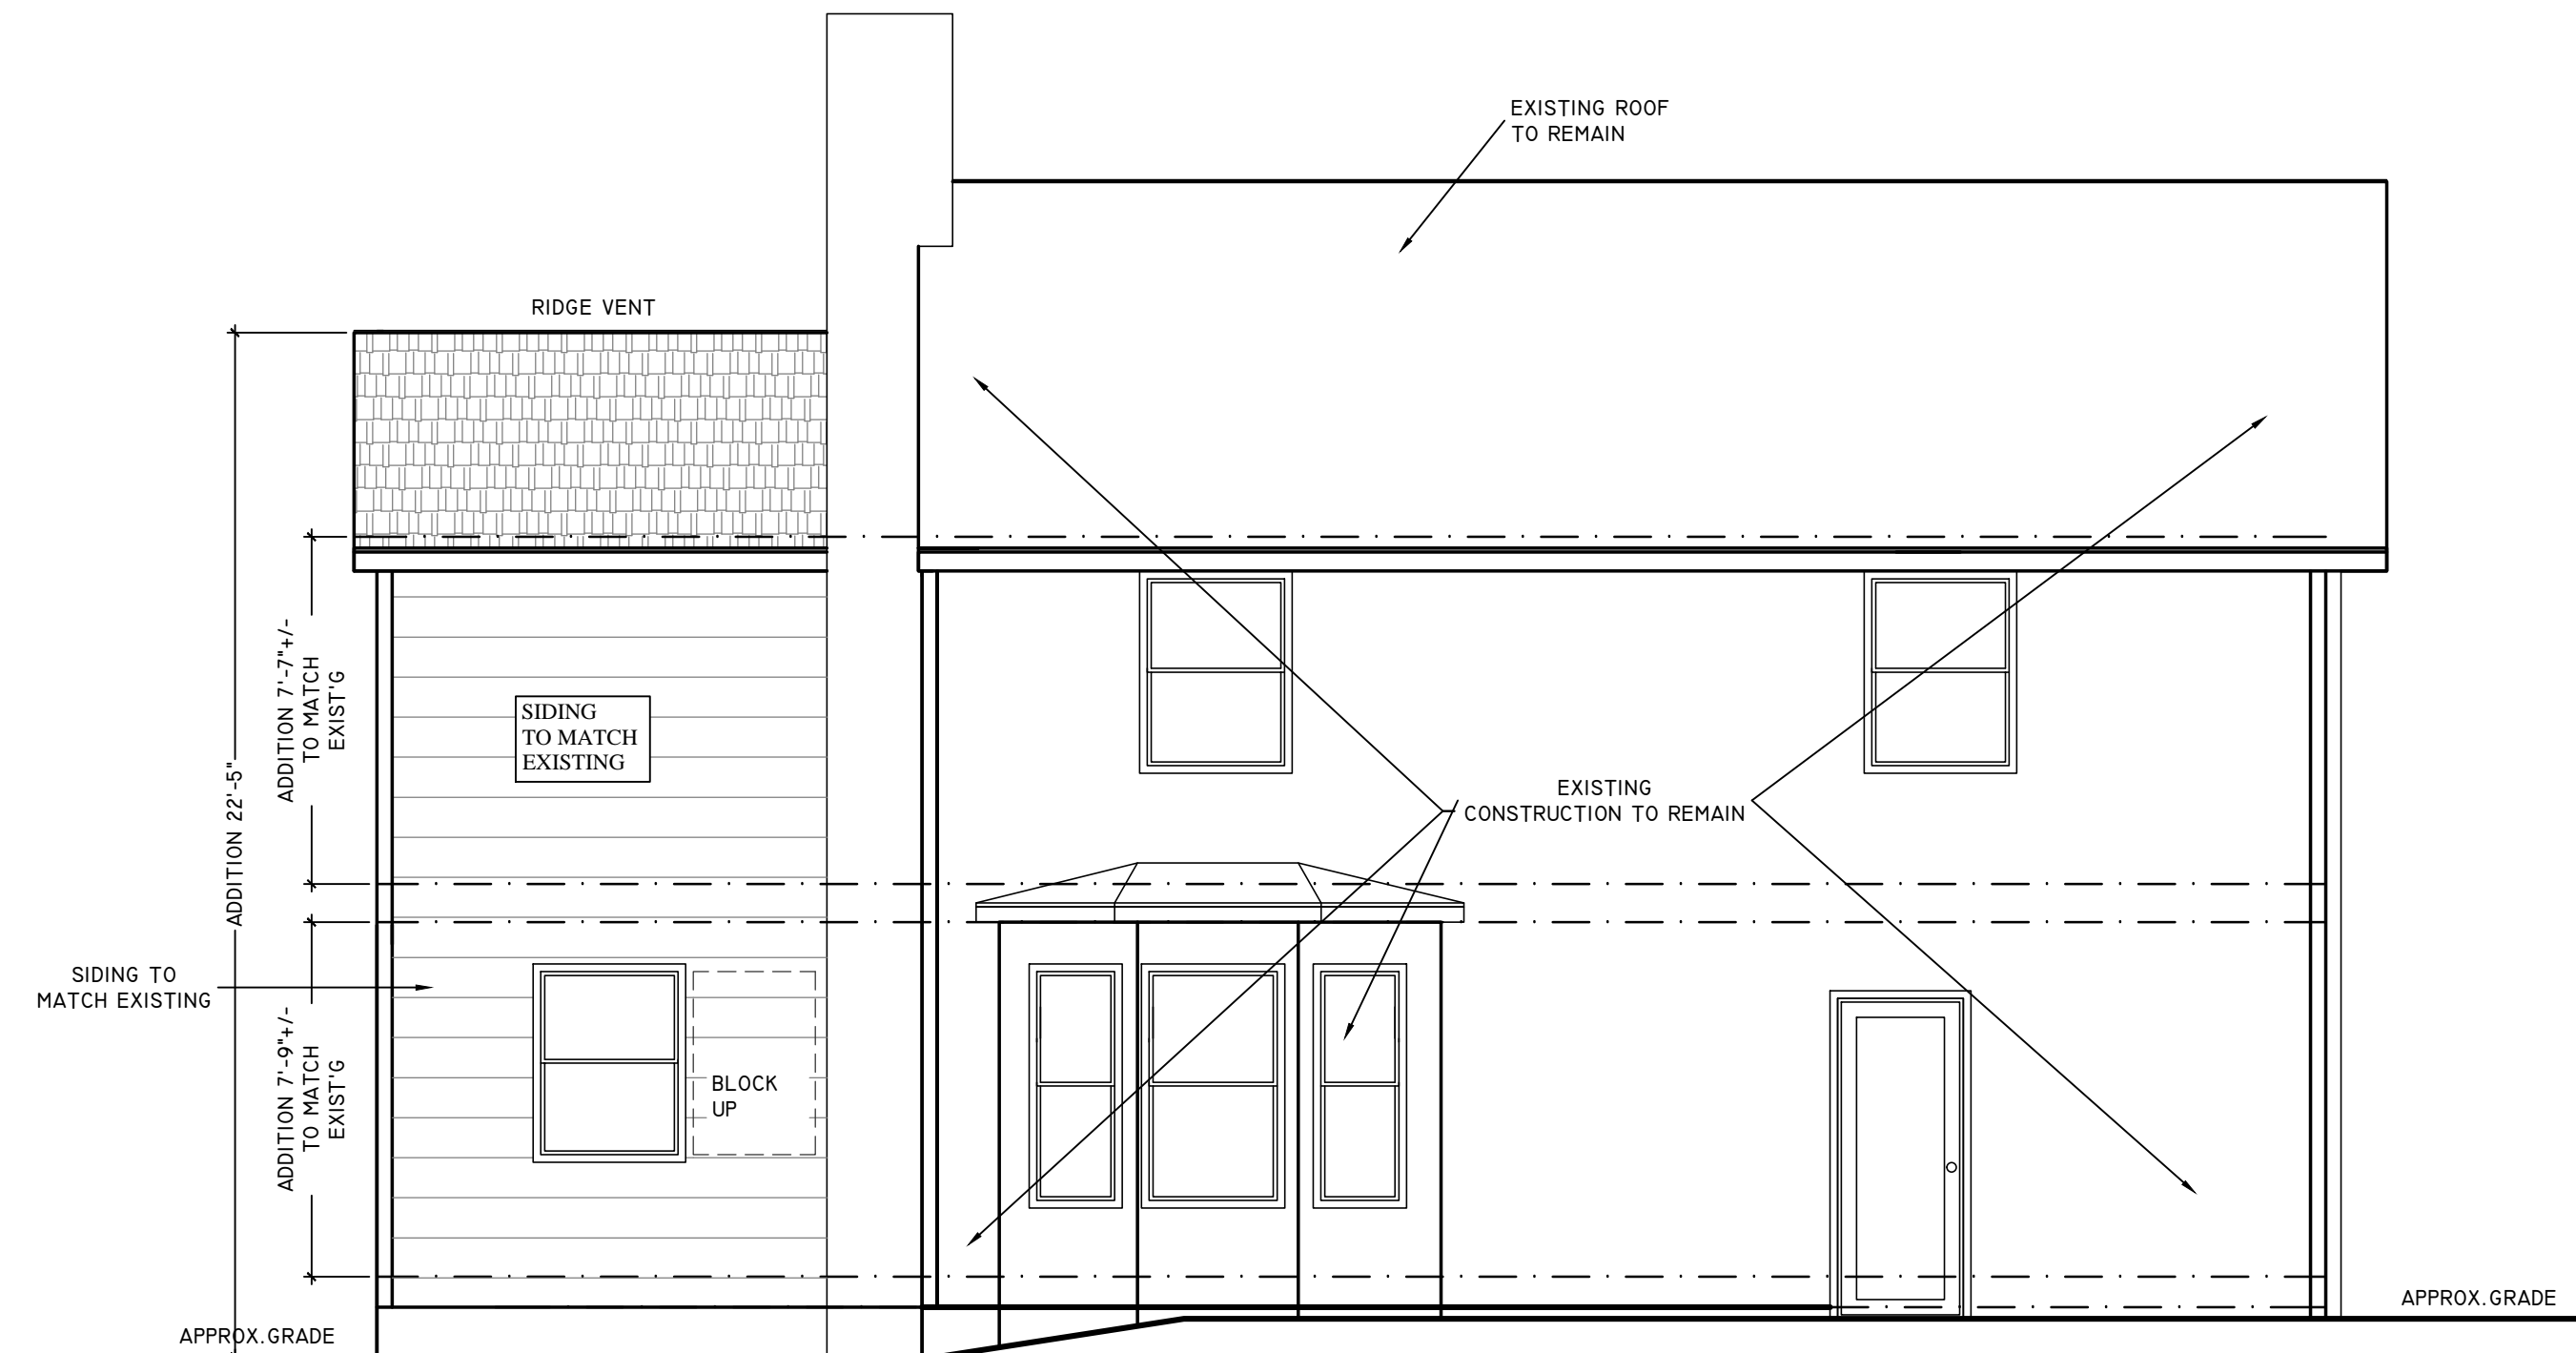 EXISTING ROOF
TO REMAIN
RIDGE VENT
ADDITION 22'-5"
ADDITION 7'-7"+/-
TO MATCH
EXIST'G
SIDING
TO MATCH
EXISTING
EXISTING
CONSTRUCTION TO REMAIN
SIDING TO
MATCH EXISTING
ADDITION 7'-9"+/-
TO MATCH
EXIST'G
BLOCK
UP
APPROX.GRADE
APPROX.GRADE